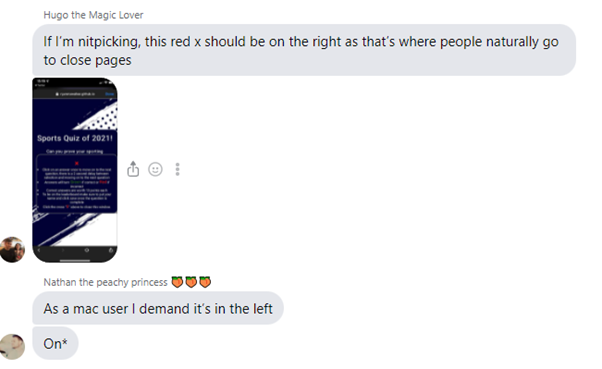 Hugo the Magic Lover
If I'm nitpicking, this red x should be on the right as that's where people naturally go
to close pages
Sports Quiz of 2021!
Can you prove your sporting
Nathan the peachy princess 🍑🍑🍑
As a mac user I demand it's in the left
On*